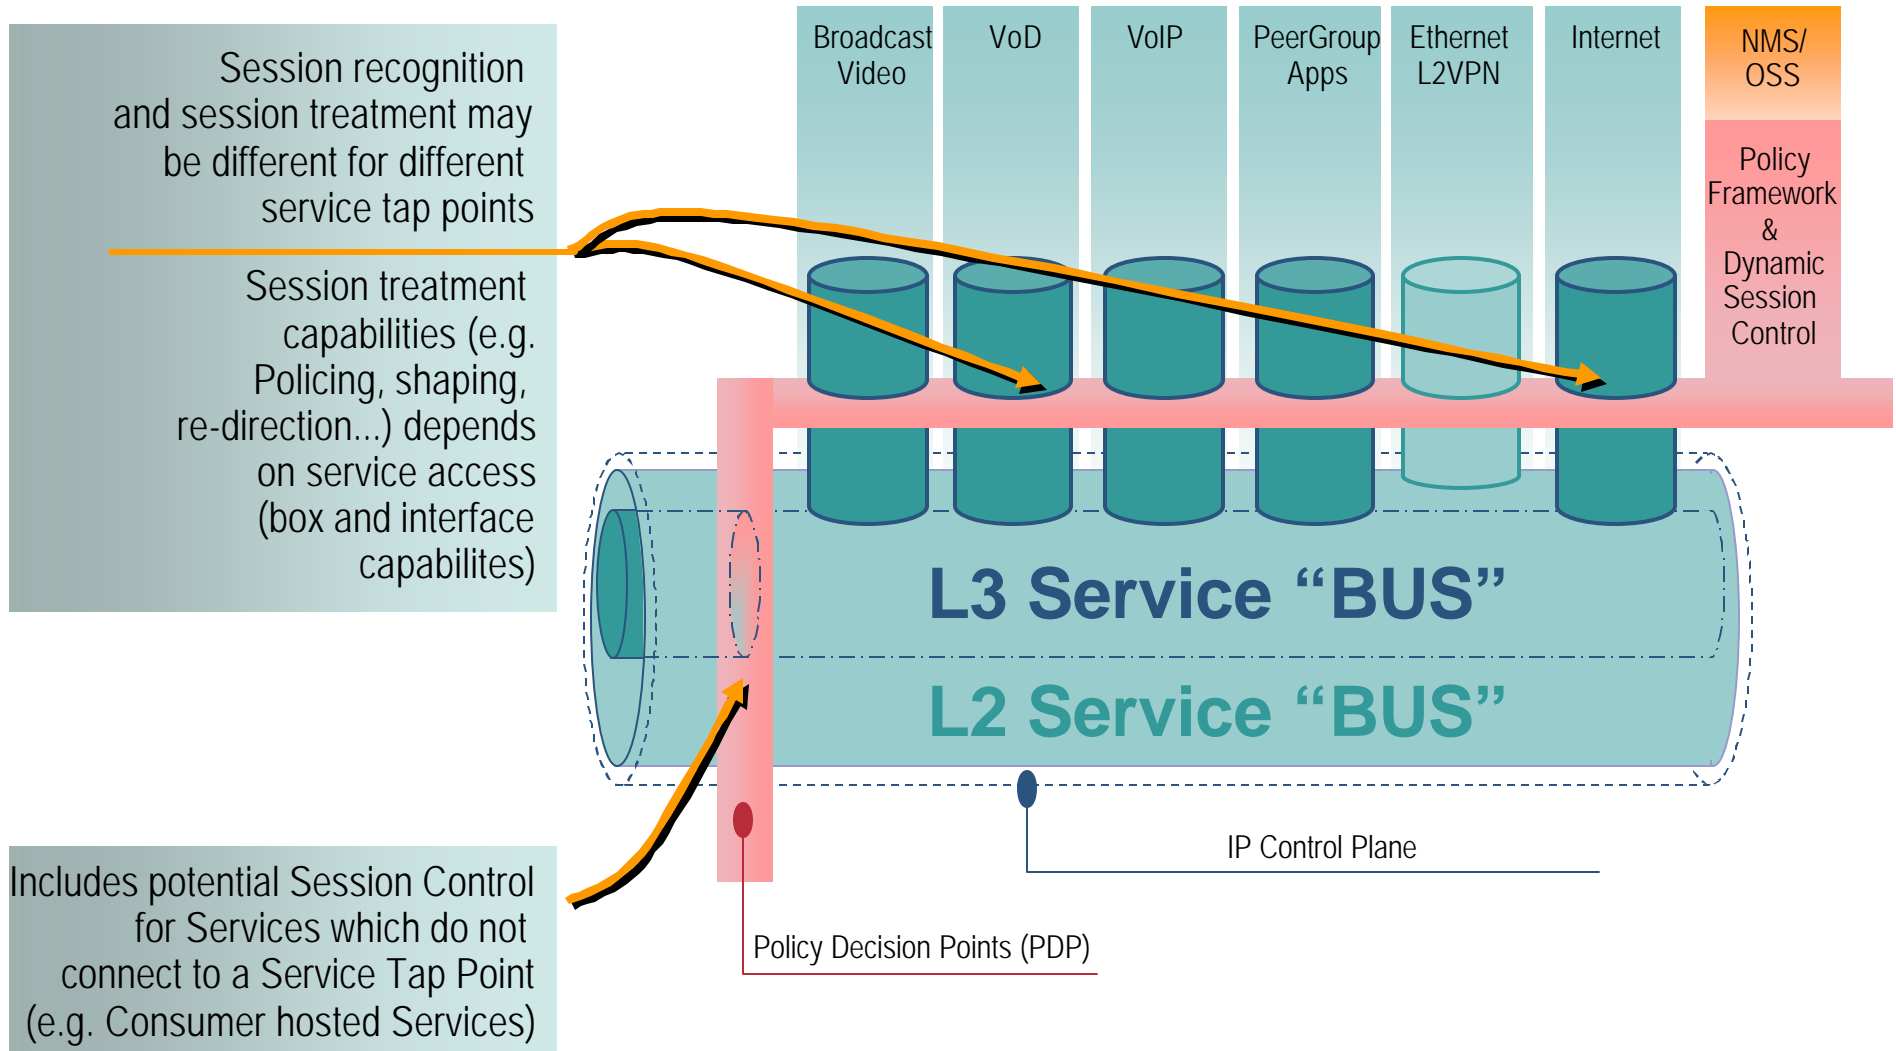 Session recognition
and session treatment may
be different for different
service tap points
Session treatment
capabilities (e.g.
Policing, shaping,
re-direction...) depends
on service access
(box and interface
capabilites)
Includes potential Session Control
for Services which do not
connect to a Service Tap Point
(e.g. Consumer hosted Services)
Broadcast
Video
VoD
VoIP
PeerGroup
Apps
Ethernet
L2VPN
Internet
NMS/
OSS
Policy
Framework
&
Dynamic
Session
Control
L3 Service “BUS”
L2 Service “BUS”
IP Control Plane
Policy Decision Points (PDP)